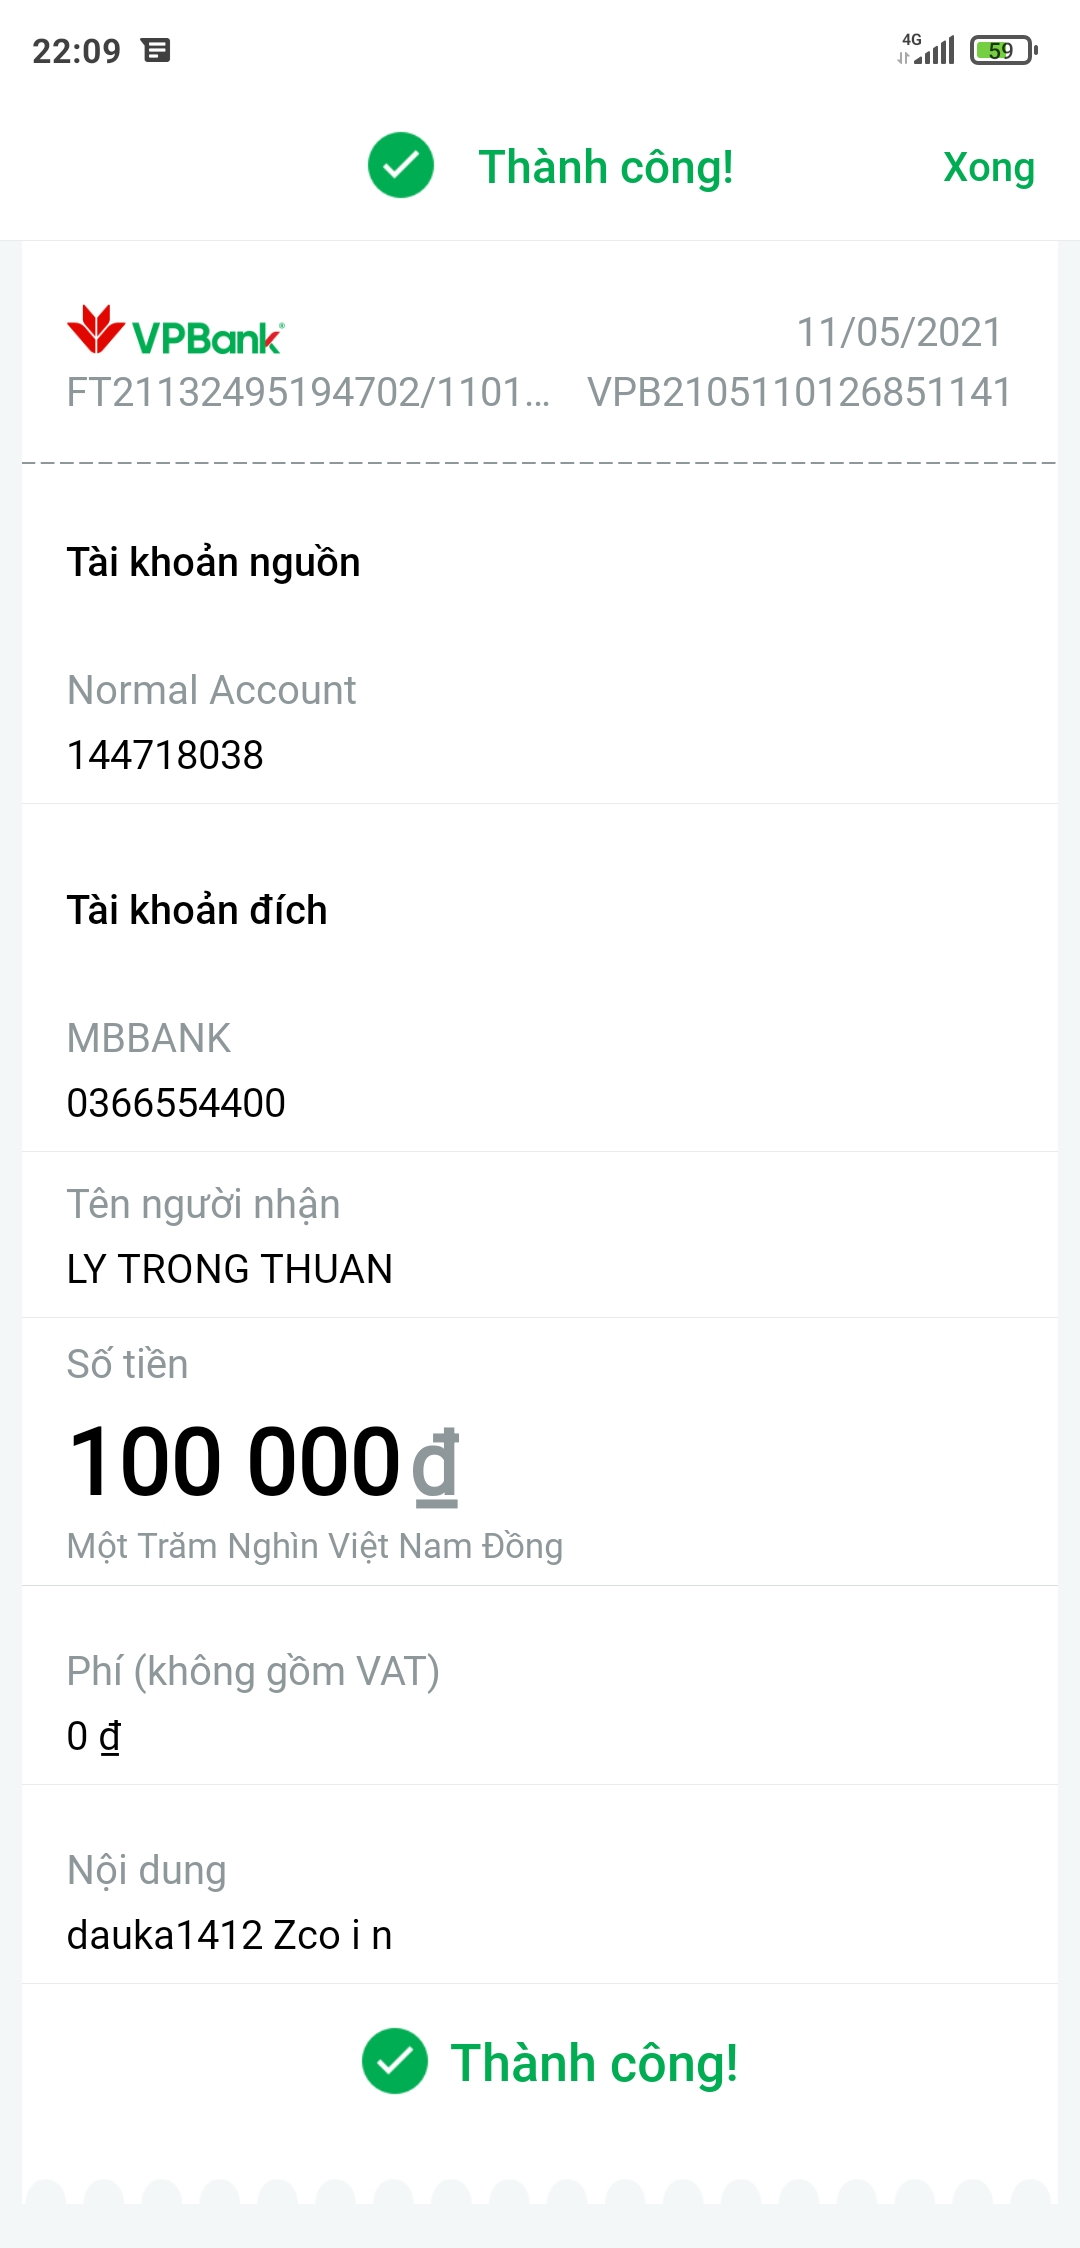 22:09
4G
59
Thành công!
Xong
VPBank
11/05/2021
FT21132495194702/1101...
VPB2105110126851141
Tài khoản nguồn
Normal Account
144718038
Tài khoản đích
MBBANK
0366554400
Tên người nhận
LY TRONG THUAN
Số tiền
100 000 đ
Một Trăm Nghìn Việt Nam Đồng
Phí (không gồm VAT)
0 đ
Nội dung
dauka1412 Zco i n
Thành công!